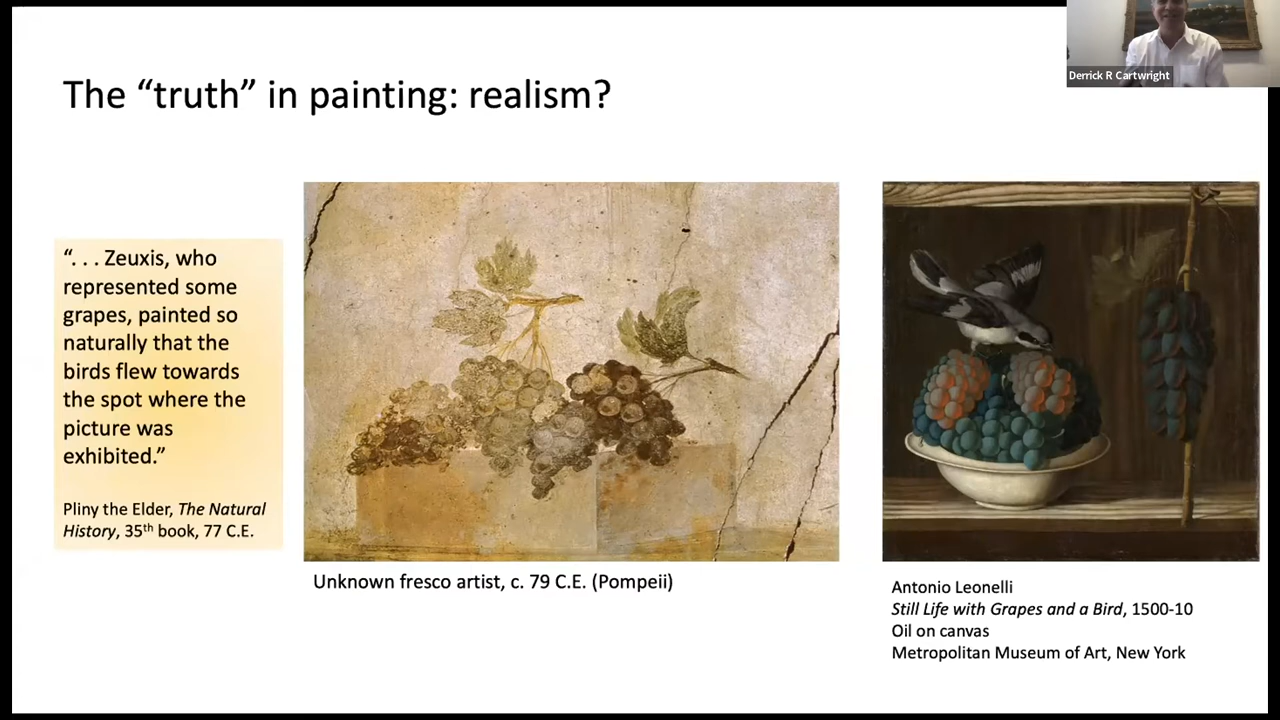 Derrick R Cartwright
The “truth” in painting: realism?
“. . . Zeuxis, who
represented some
grapes, painted so
naturally that the
birds flew towards
the spot where the
picture was
exhibited.”
Pliny the Elder, The Natural
History, 35th book, 77 C.E.
Unknown fresco artist, c. 79 C.E. (Pompeii)
Antonio Leonelli
Still Life with Grapes and a Bird, 1500-10
Oil on canvas
Metropolitan Museum of Art, New York